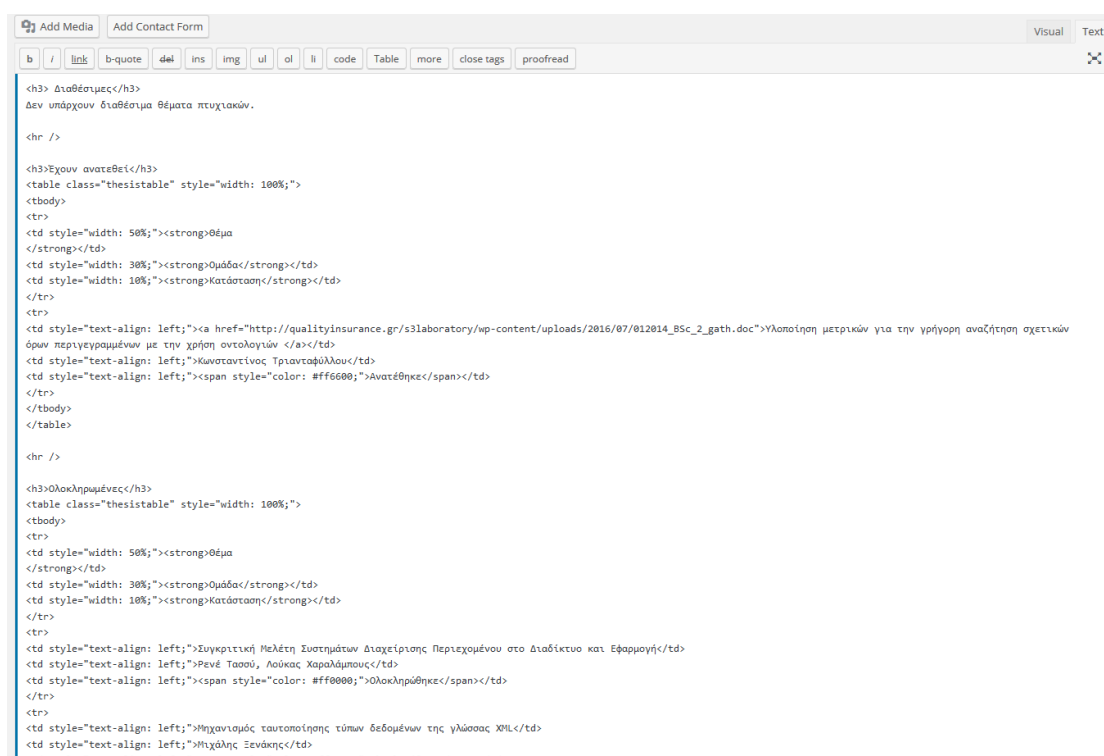 Add Media Add Contact Form
Visual Text
b i link b-quote del ins img ul ol li code Table more close tags proofread
<h3> Διαθέσιμες</h3>
Δεν υπάρχουν διαθέσιμα θέματα πτυχιακών.
<hr />
<h3>Έχουν ανατεθεί</h3>
<table class="thesistable" style="width: 100%;">
<tbody>
<tr>
<td style="width: 50%;"><strong>Θέμα
</strong></td>
<td style="width: 30%;"><strong>Ομάδα</strong></td>
<td style="width: 10%;"><strong>Κατάσταση</strong></td>
</tr>
<tr>
<td style="text-align: left;"><a href="http://qualityinsurance.gr/s3laboratory/wp-content/uploads/2016/07/012014_BSc_2_gath.doc">Υλοποίηση μετρικών για την γρήγορη αναζήτηση σχετικών
όρων περιγεγραμμένων με την χρήση οντολογιών </a></td>
<td style="text-align: left;">Κωνσταντίνος Τριανταφύλλου</td>
<td style="text-align: left;"><span style="color: #ff6600;">Ανατέθηκε</span></td>
</tr>
</tbody>
</table>
<hr />
<h3>Ολοκληρωμένες</h3>
<table class="thesistable" style="width: 100%;">
<tbody>
<tr>
<td style="width: 50%;"><strong>Θέμα
</strong></td>
<td style="width: 30%;"><strong>Ομάδα</strong></td>
<td style="width: 10%;"><strong>Κατάσταση</strong></td>
</tr>
<tr>
<td style="text-align: left;">Συγκριτική Μελέτη Συστημάτων Διαχείρισης Περιεχομένου στο Διαδίκτυο και Εφαρμογή</td>
<td style="text-align: left;">Ρενέ Τασσύ, Λούκας Χαραλάμπους</td>
<td style="text-align: left;"><span style="color: #ff0000;">Ολοκληρώθηκε</span></td>
</tr>
<tr>
<td style="text-align: left;">Μηχανισμός ταυτοποίησης τύπων δεδομένων της γλώσσας XML</td>
<td style="text-align: left;">Μιχάλης Ξενάκης</td>